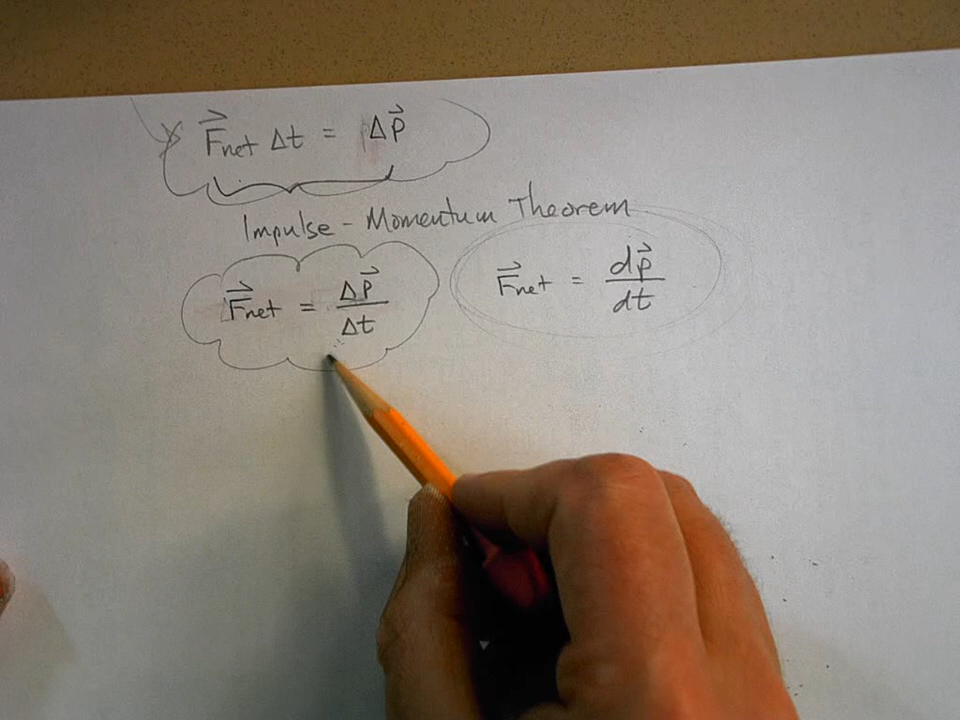 F⃗net Δt = Δp⃗
Impulse - Momentum Theorem
F⃗net = Δp⃗/Δt
F⃗net = dp⃗/dt